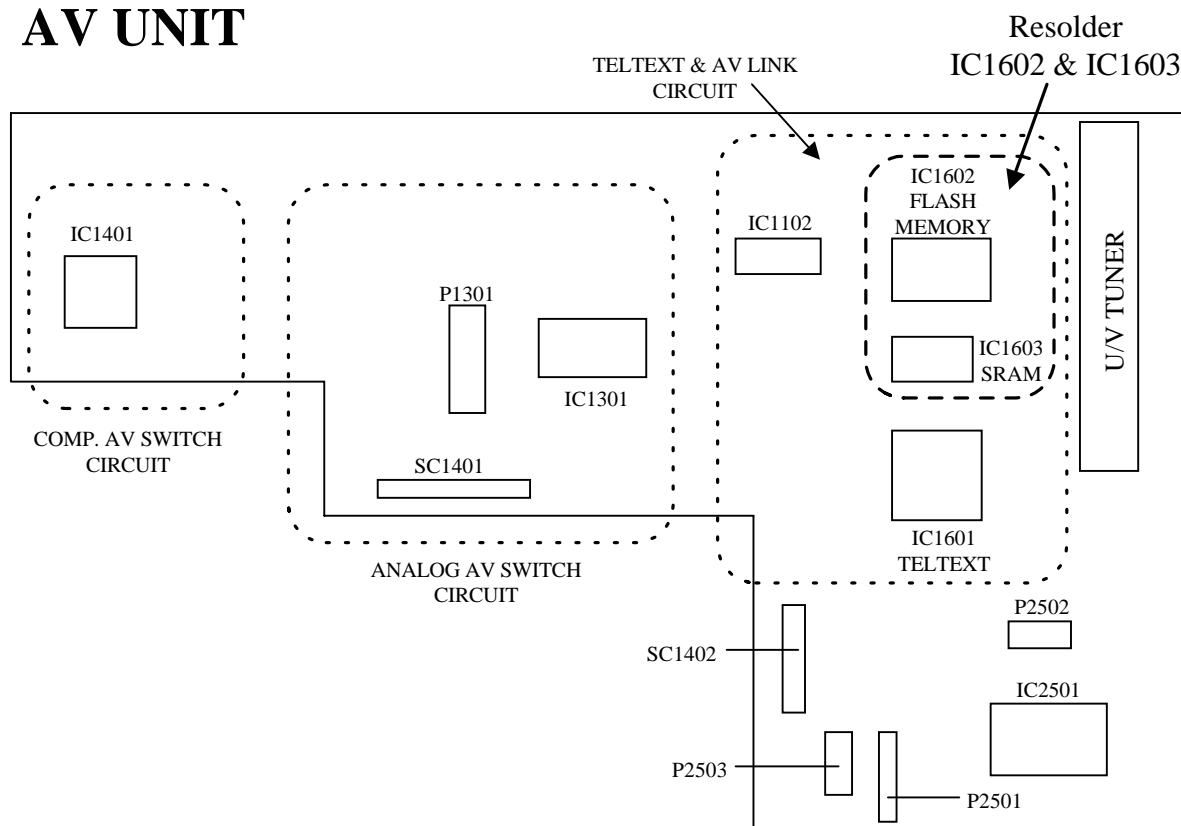 AV UNIT
Resolder
IC1602 & IC1603
TELTEXT & AV LINK
CIRCUIT
IC1401
P1301
IC1301
SC1401
COMP. AV SWITCH
CIRCUIT
ANALOG AV SWITCH
CIRCUIT
IC1102
IC1602
FLASH
MEMORY
IC1603
SRAM
IC1601
TELTEXT
U/V TUNER
SC1402
P2502
IC2501
P2503
P2501